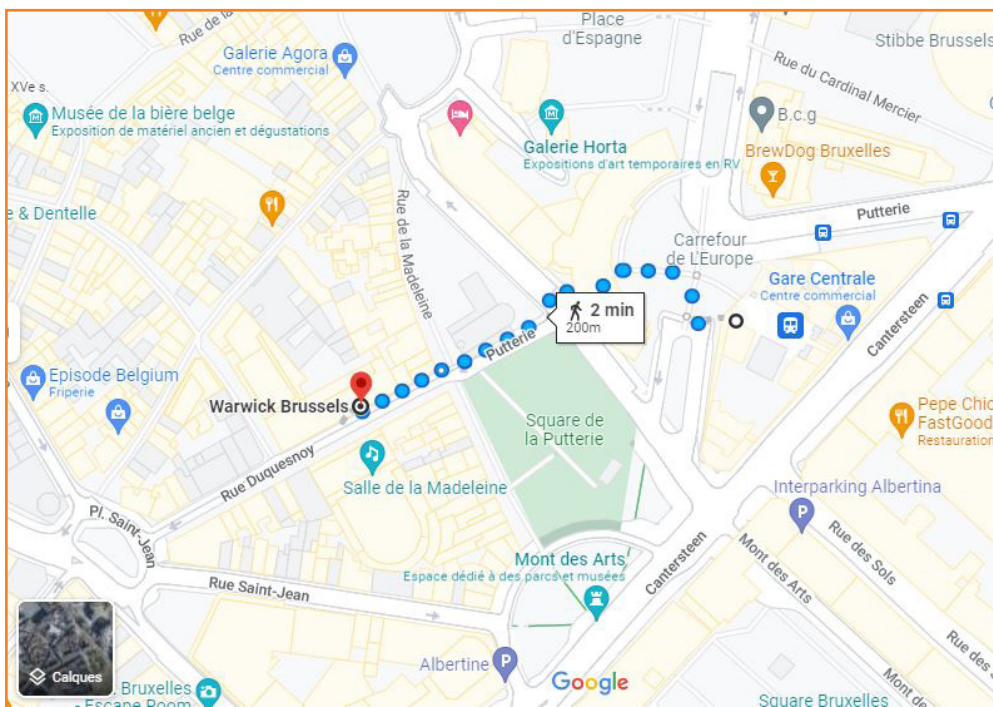 Rue de la
Place
d'Espagne
Stibbe Brussels
Galerie Agora
Centre commercial
XVe s.
Rue du Cardinal Mercier
Musée de la bière belge
Exposition de matériel ancien et dégustations
B.c.g
Galerie Horta
Expositions d'art temporaires en RV
BrewDog Bruxelles
Rue de la Madeleine
e & Dentelle
Putterie
Carrefour
de L'Europe
Gare Centrale
Centre commercial
2 min
200m
Putterie
Cantersteen
Episode Belgium
Friperie
Warwick Brussels
Pepe Chic
FastGood
Restauration
Square de
la Putterie
Rue Duquesnoy
Salle de la Madeleine
Interparking Albertina
P
Pl. Saint-Jean
Rue des Sols
Mont des Arts
Espace dédié à des parcs et musées
Cantersteen
Mont des Arts
Rue Saint-Jean
Rue des
Calques
Albertine
P
Google
Mont de
Bruxelles
- Escape Room
Square Bruxelles